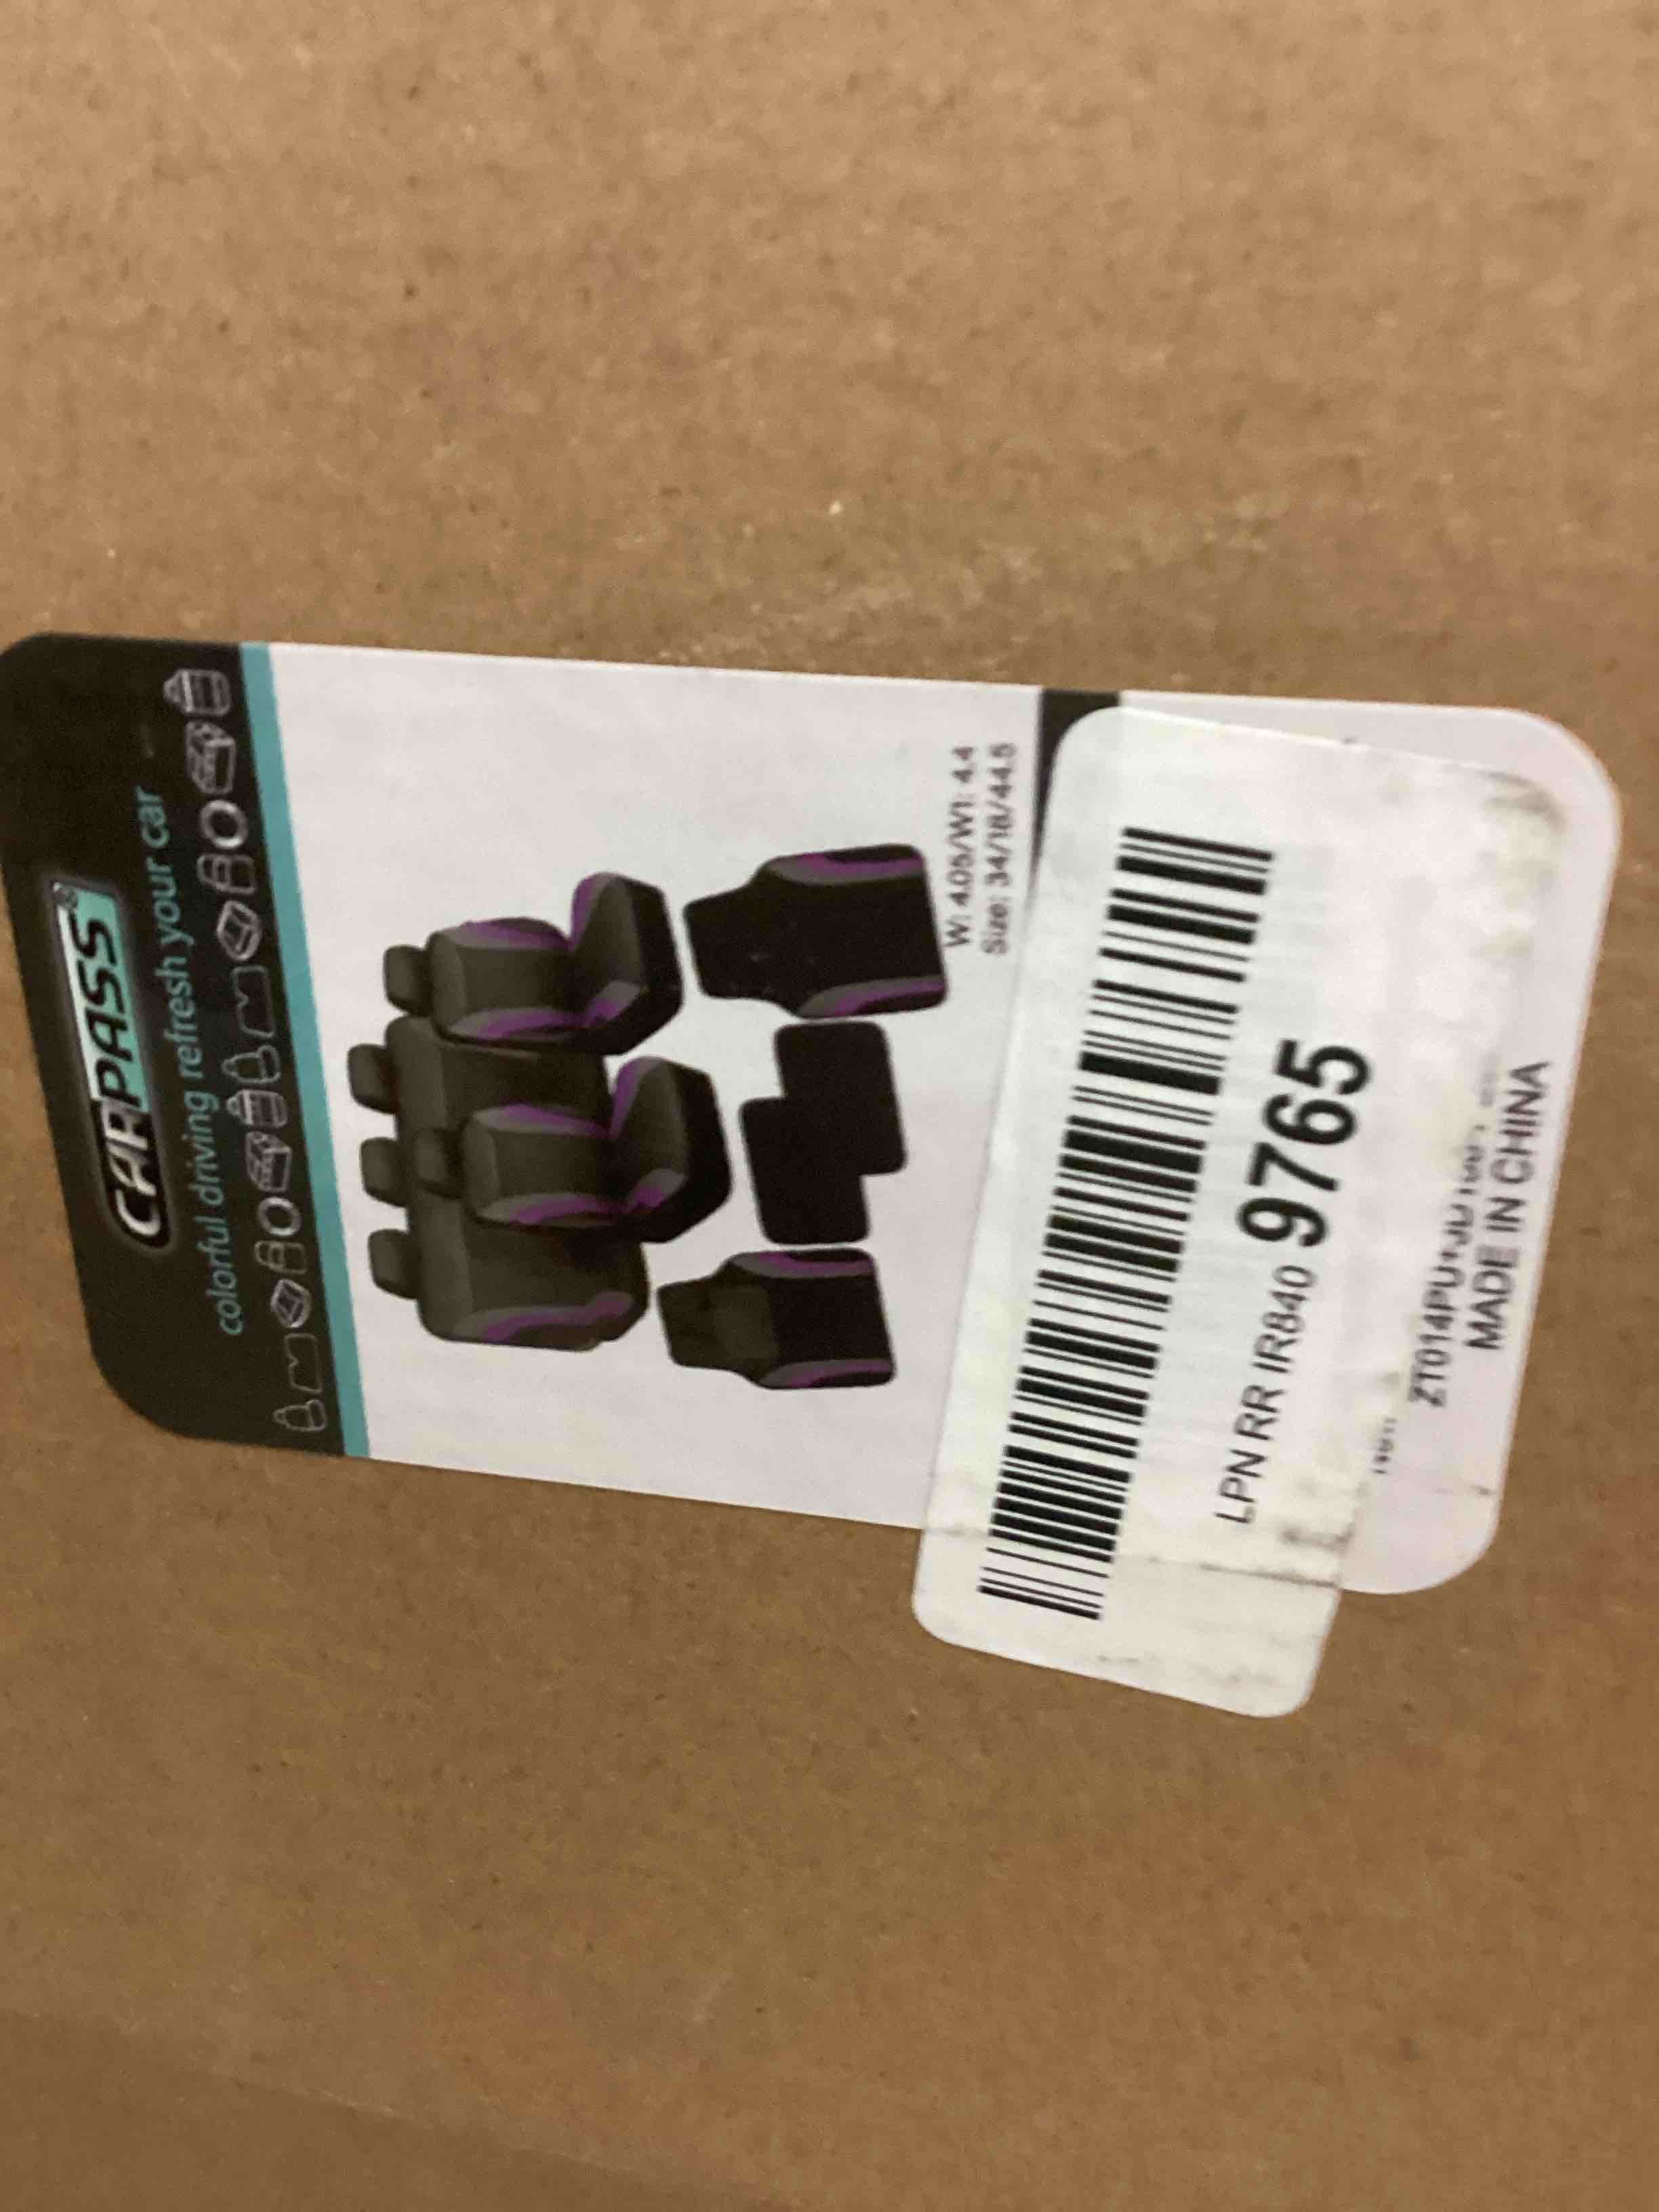 CARPASS®
colorful driving refresh your car
W: 4.05/W1: 4.4
Size: 34/18/44.5
LPN RR IR840 9765
MADE IN CHINA